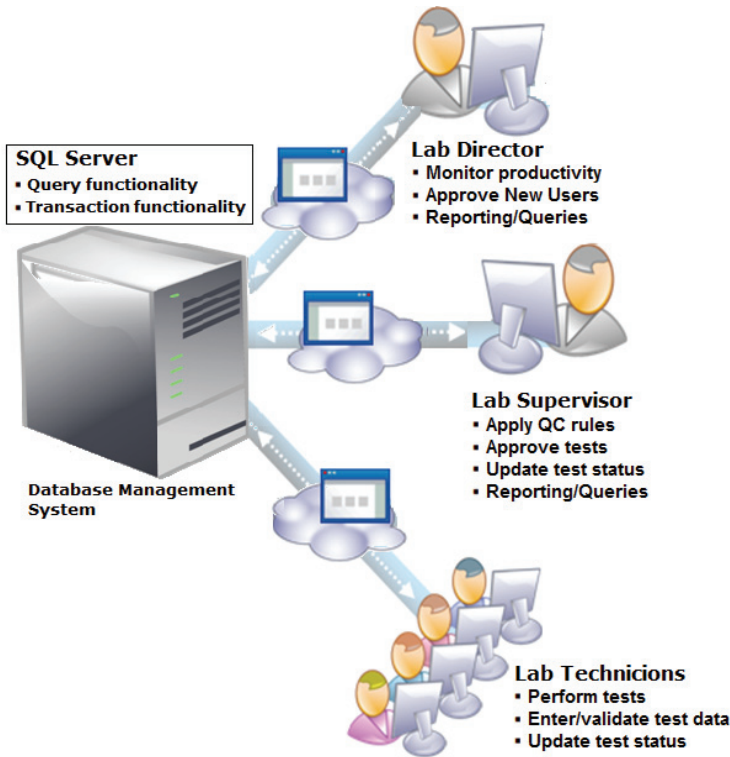 SQL Server
▪ Query functionality
▪ Transaction functionality
Lab Director
▪ Monitor productivity
▪ Approve New Users
▪ Reporting/Queries
Lab Supervisor
▪ Apply QC rules
▪ Approve tests
▪ Update test status
▪ Reporting/Queries
Database Management
System
Lab Technicions
▪ Perform tests
▪ Enter/validate test data
▪ Update test status